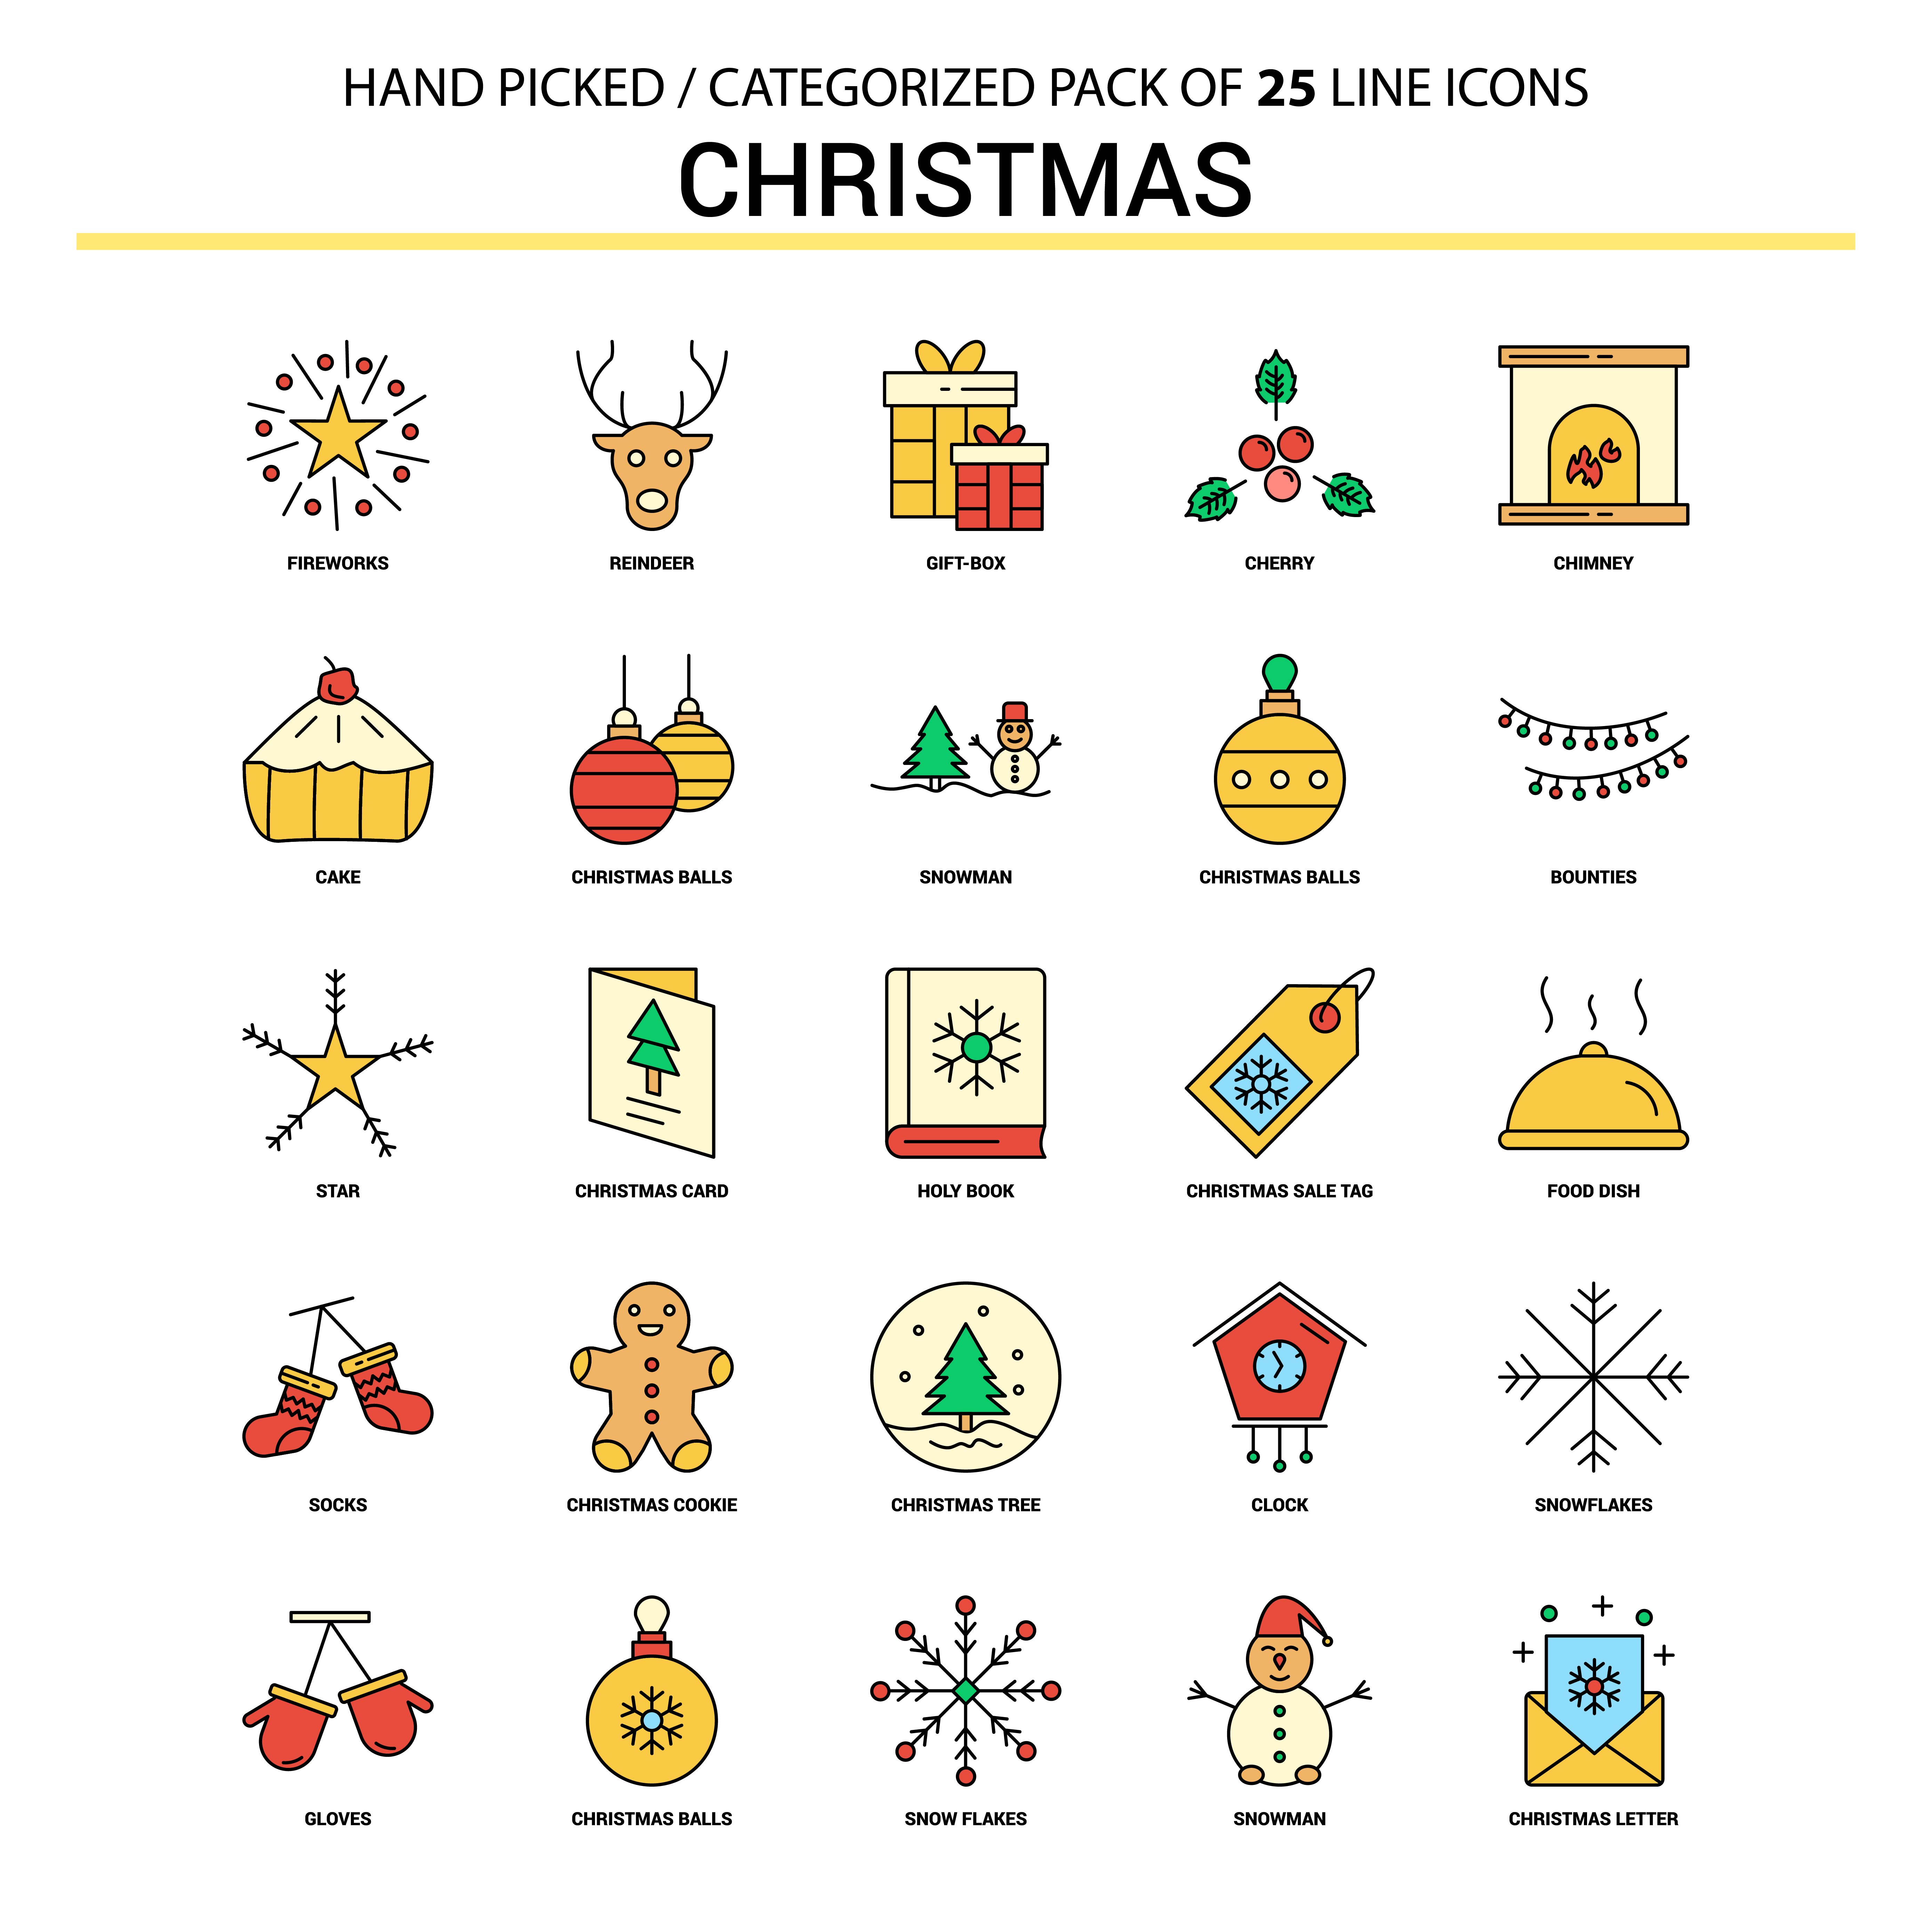 HAND PICKED / CATEGORIZED PACK OF 25 LINE ICONS
CHRISTMAS
FIREWORKS
REINDEER
GIFT-BOX
CHERRY
CHIMNEY
CAKE
CHRISTMAS BALLS
SNOWMAN
CHRISTMAS BALLS
BOUNTIES
STAR
CHRISTMAS CARD
HOLY BOOK
CHRISTMAS SALE TAG
FOOD DISH
SOCKS
CHRISTMAS COOKIE
CHRISTMAS TREE
CLOCK
SNOWFLAKES
GLOVES
CHRISTMAS BALLS
SNOW FLAKES
SNOWMAN
CHRISTMAS LETTER